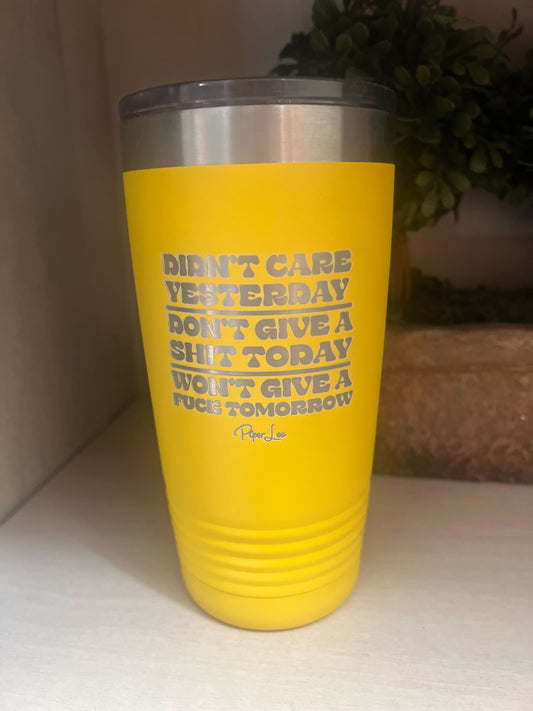 DIDN'T CARE
YESTERDAY
DON'T GIVE A
SHIT TODAY
WON'T GIVE A
FUCK TOMORROW
Piper Lou